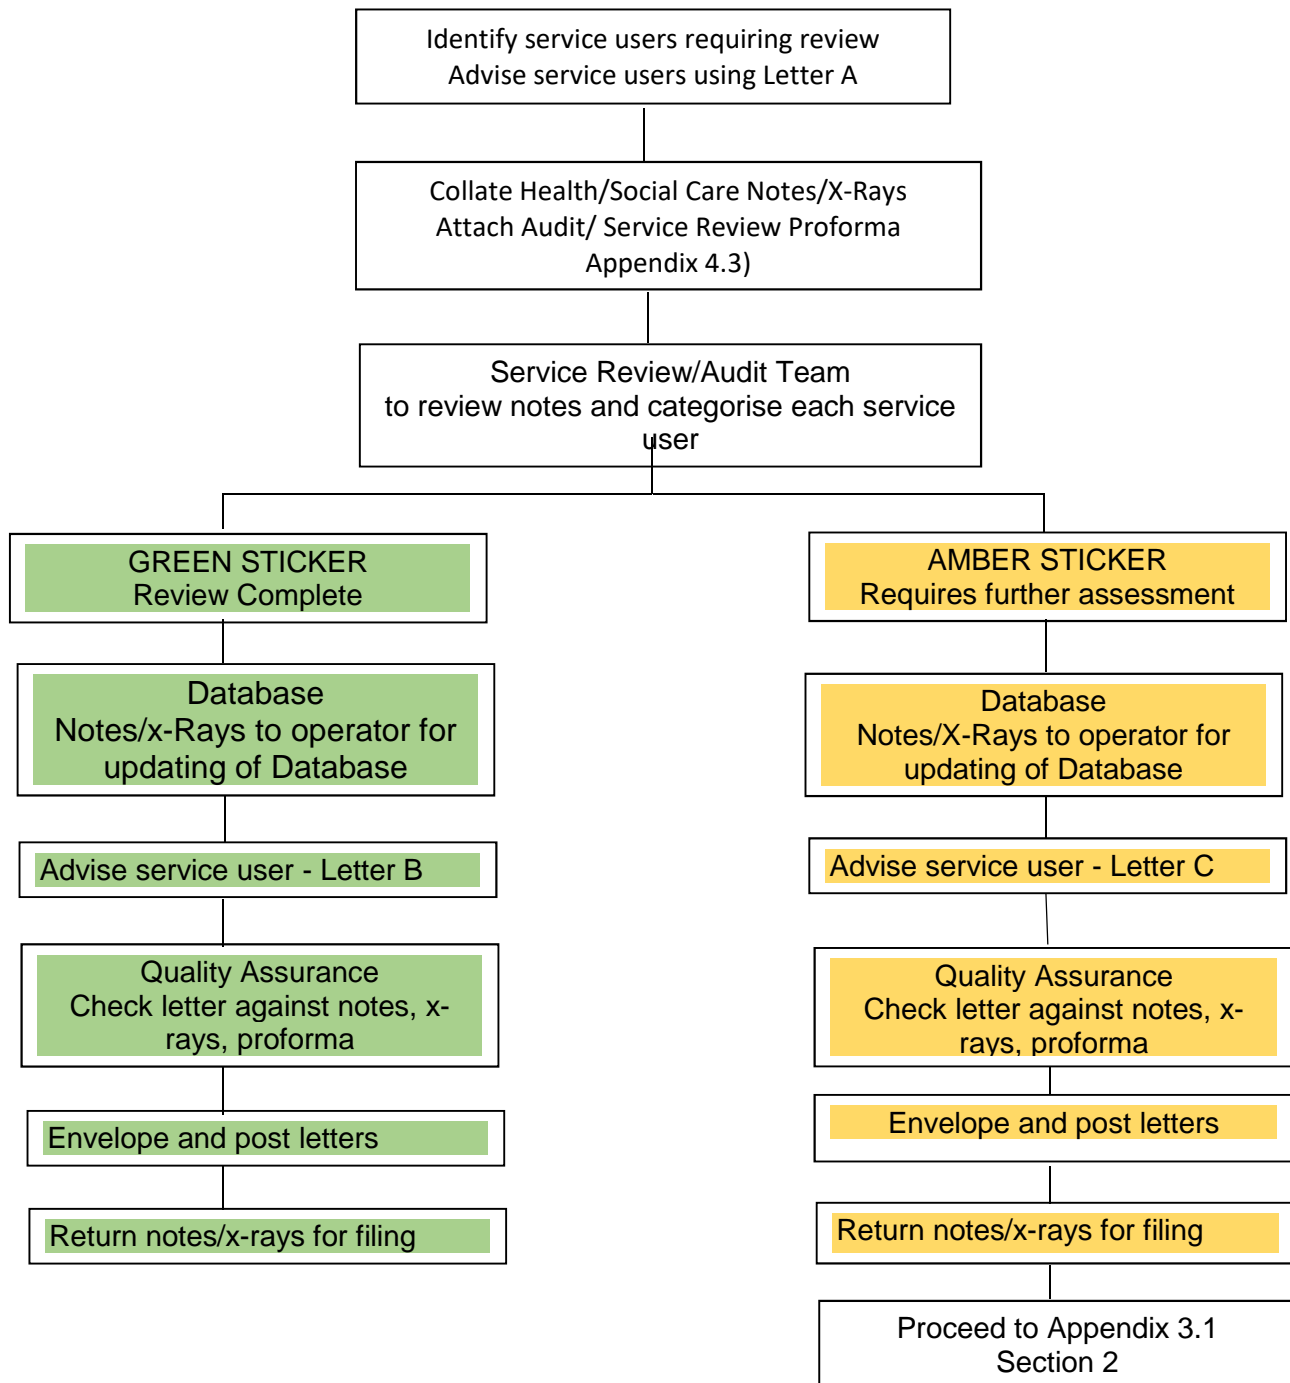 Identify service users requiring review
Advise service users using Letter A
Collate Health/Social Care Notes/X-Rays
Attach Audit/ Service Review Proforma
Appendix 4.3)
Service Review/Audit Team
to review notes and categorise each service
user
GREEN STICKER
Review Complete
Database
Notes/x-Rays to operator for
updating of Database
Advise service user - Letter B
Quality Assurance
Check letter against notes, x-
rays, proforma
Envelope and post letters
Return notes/x-rays for filing
AMBER STICKER
Requires further assessment
Database
Notes/X-Rays to operator for
updating of Database
Advise service user - Letter C
Quality Assurance
Check letter against notes, x-
rays, proforma
Envelope and post letters
Return notes/x-rays for filing
Proceed to Appendix 3.1
Section 2